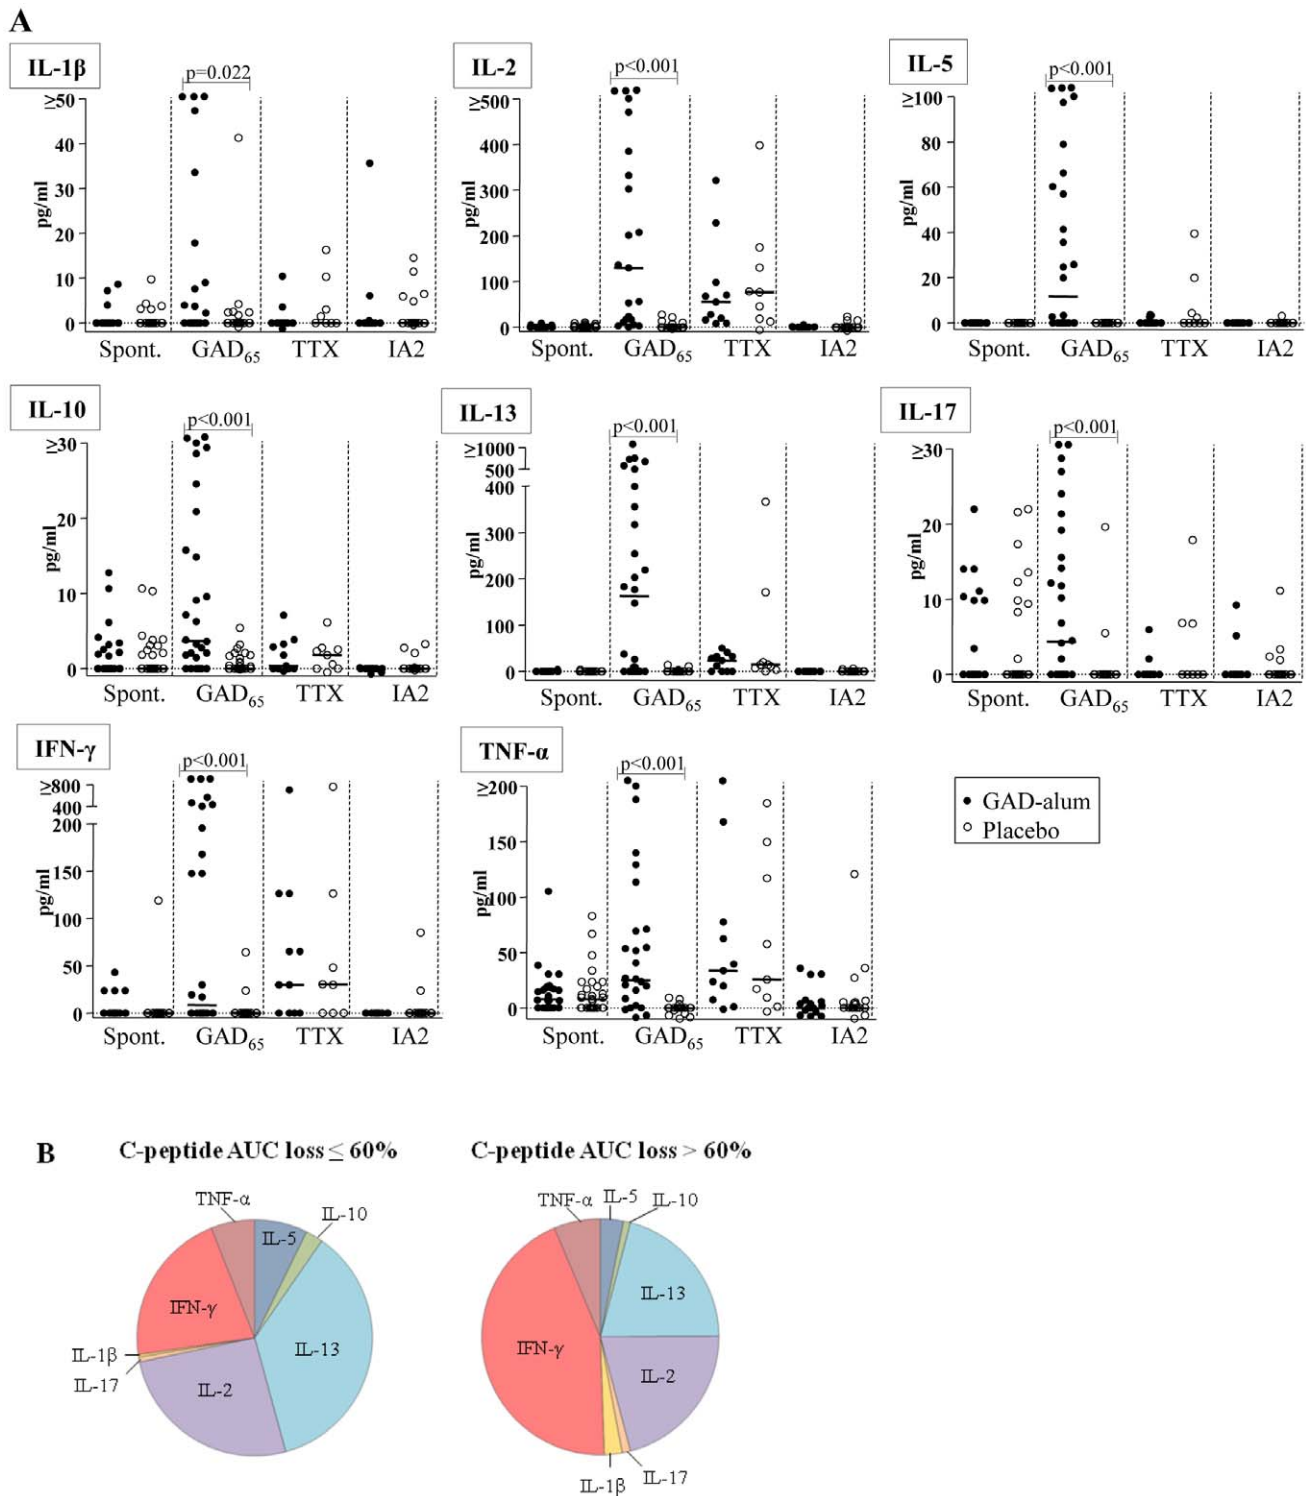 A
IL-1β
p=0.022
≥50
40
30
20
10
0
pg/ml
Spont. GAD65 TTX IA2
IL-2
p<0.001
≥500
400
300
200
100
0
pg/ml
Spont. GAD65 TTX IA2
IL-5
p<0.001
≥100
80
60
40
20
0
pg/ml
Spont. GAD65 TTX IA2
IL-10
p<0.001
≥30
20
10
0
pg/ml
Spont. GAD65 TTX IA2
IL-13
p<0.001
≥1000
500
400
300
200
100
0
pg/ml
Spont. GAD65 TTX IA2
IL-17
p<0.001
≥30
20
10
0
pg/ml
Spont. GAD65 TTX IA2
IFN-γ
p<0.001
≥800
400
200
150
100
50
0
pg/ml
Spont. GAD65 TTX IA2
TNF-α
p<0.001
≥200
150
100
50
0
pg/ml
Spont. GAD65 TTX IA2
GAD-alum
Placebo
B
C-peptide AUC loss ≤ 60%
TNF-α
IL-5
IL-10
IFN-γ
IL-13
IL-1β
IL-17
IL-2
C-peptide AUC loss > 60%
TNF-α
IL-5
IL-10
IL-13
IFN-γ
IL-2
IL-17
IL-1β